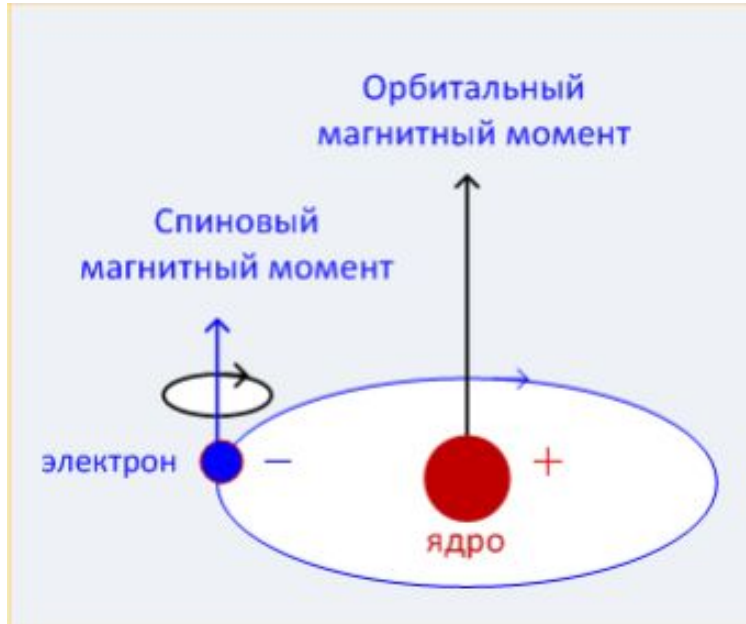 Орбитальный
магнитный момент
Спиновый
магнитный момент
электрон
−
+
ядро